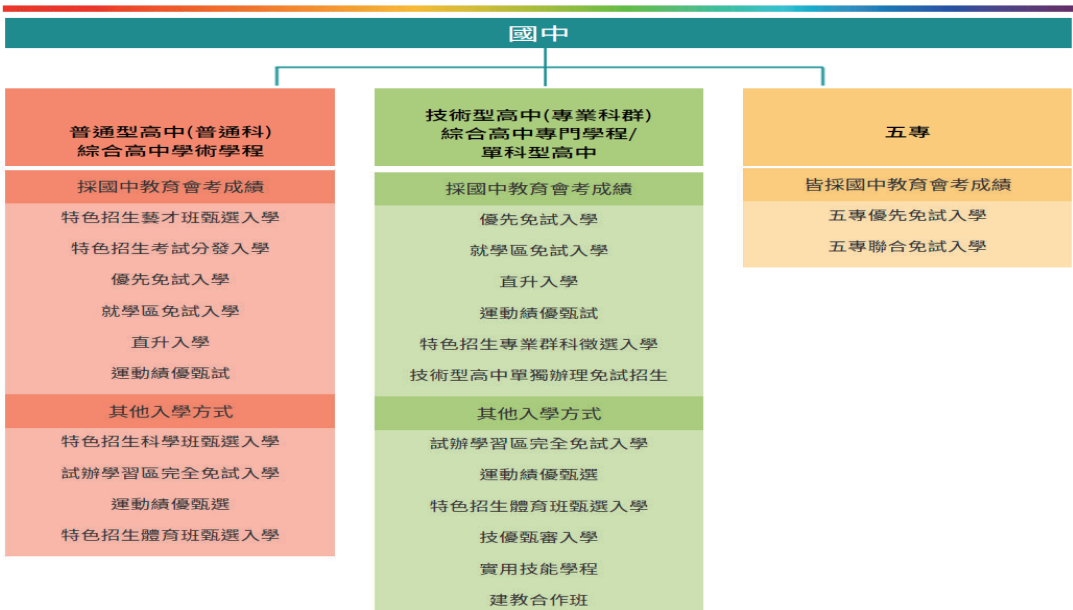 國中
普通型高中(普通科)
綜合高中學術學程
採國中教育會考成績
特色招生藝才班甄選入學
特色招生考試分發入學
優先免試入學
就學區免試入學
直升入學
運動績優甄試
其他入學方式
特色招生科學班甄選入學
試辦學習區完全免試入學
運動績優甄選
特色招生體育班甄選入學
技術型高中(專業科群)
綜合高中專門學程/
單科型高中
採國中教育會考成績
優先免試入學
就學區免試入學
直升入學
運動績優甄試
特色招生專業群科徵選入學
技術型高中單獨辦理免試招生
其他入學方式
試辦學習區完全免試入學
運動績優甄選
特色招生體育班甄選入學
技優甄審入學
實用技能學程
建教合作班
五專
皆採國中教育會考成績
五專優先免試入學
五專聯合免試入學